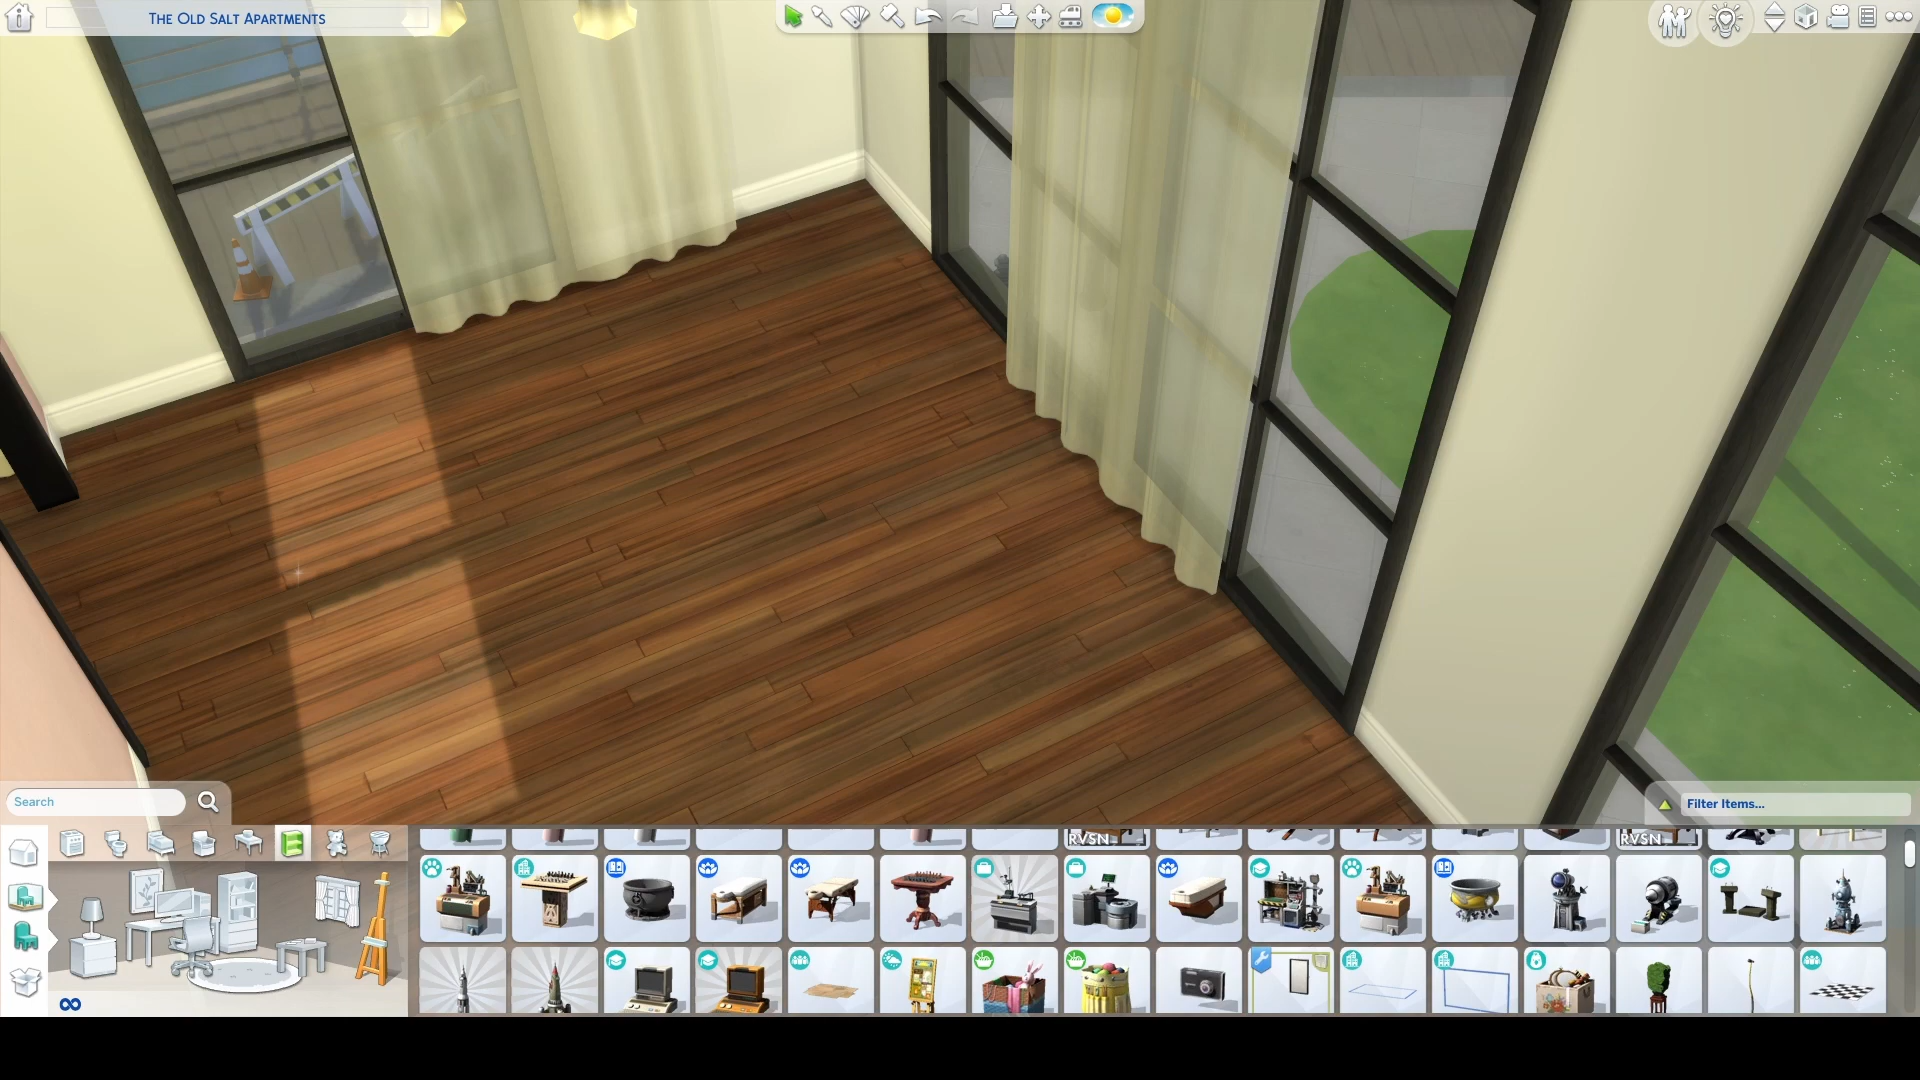 The Old Salt Apartments
Search
Filter Items...
RVSN
RVSN